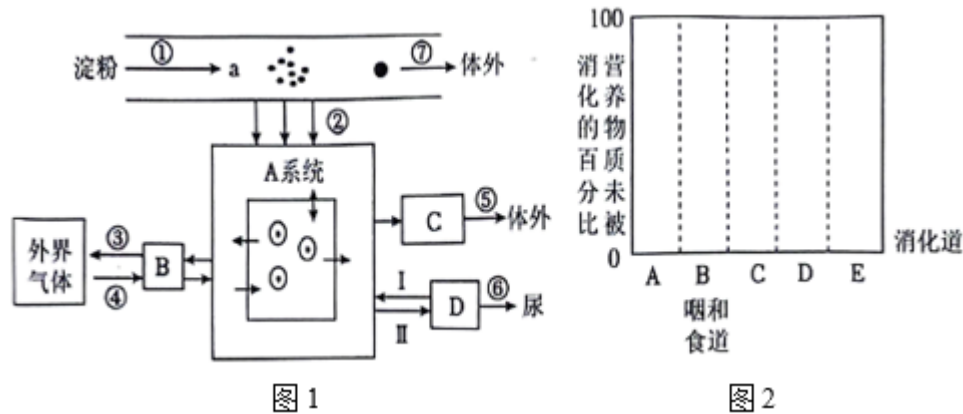 淀粉 ① a ⑦ 体外
②
A系统
外界
气体
③
④
B
C
⑤
体外
Ⅰ
Ⅱ
D
⑥
尿
图1
100
消化的百分比
营养物质未被
0
A B C D E
消化道
咽和
食道
图2